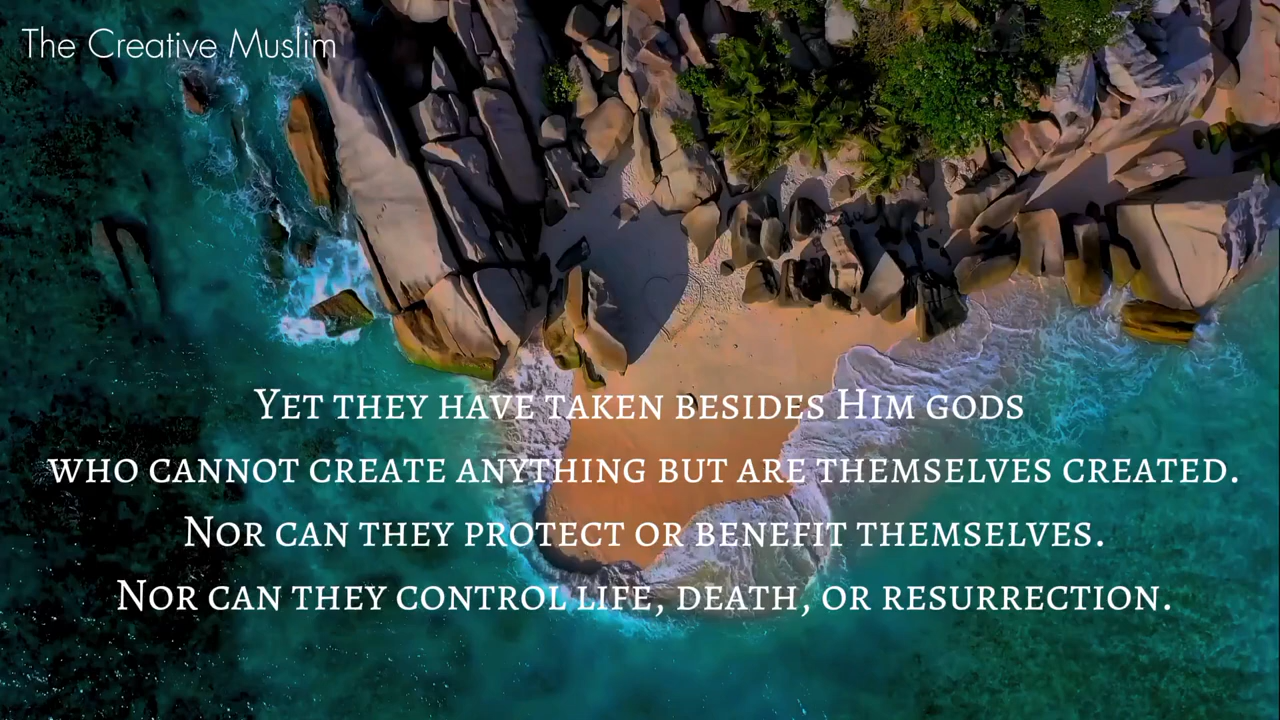 The Creative Muslim
Yet they have taken besides Him gods
who cannot create anything but are themselves created.
Nor can they protect or benefit themselves.
Nor can they control life, death, or resurrection.